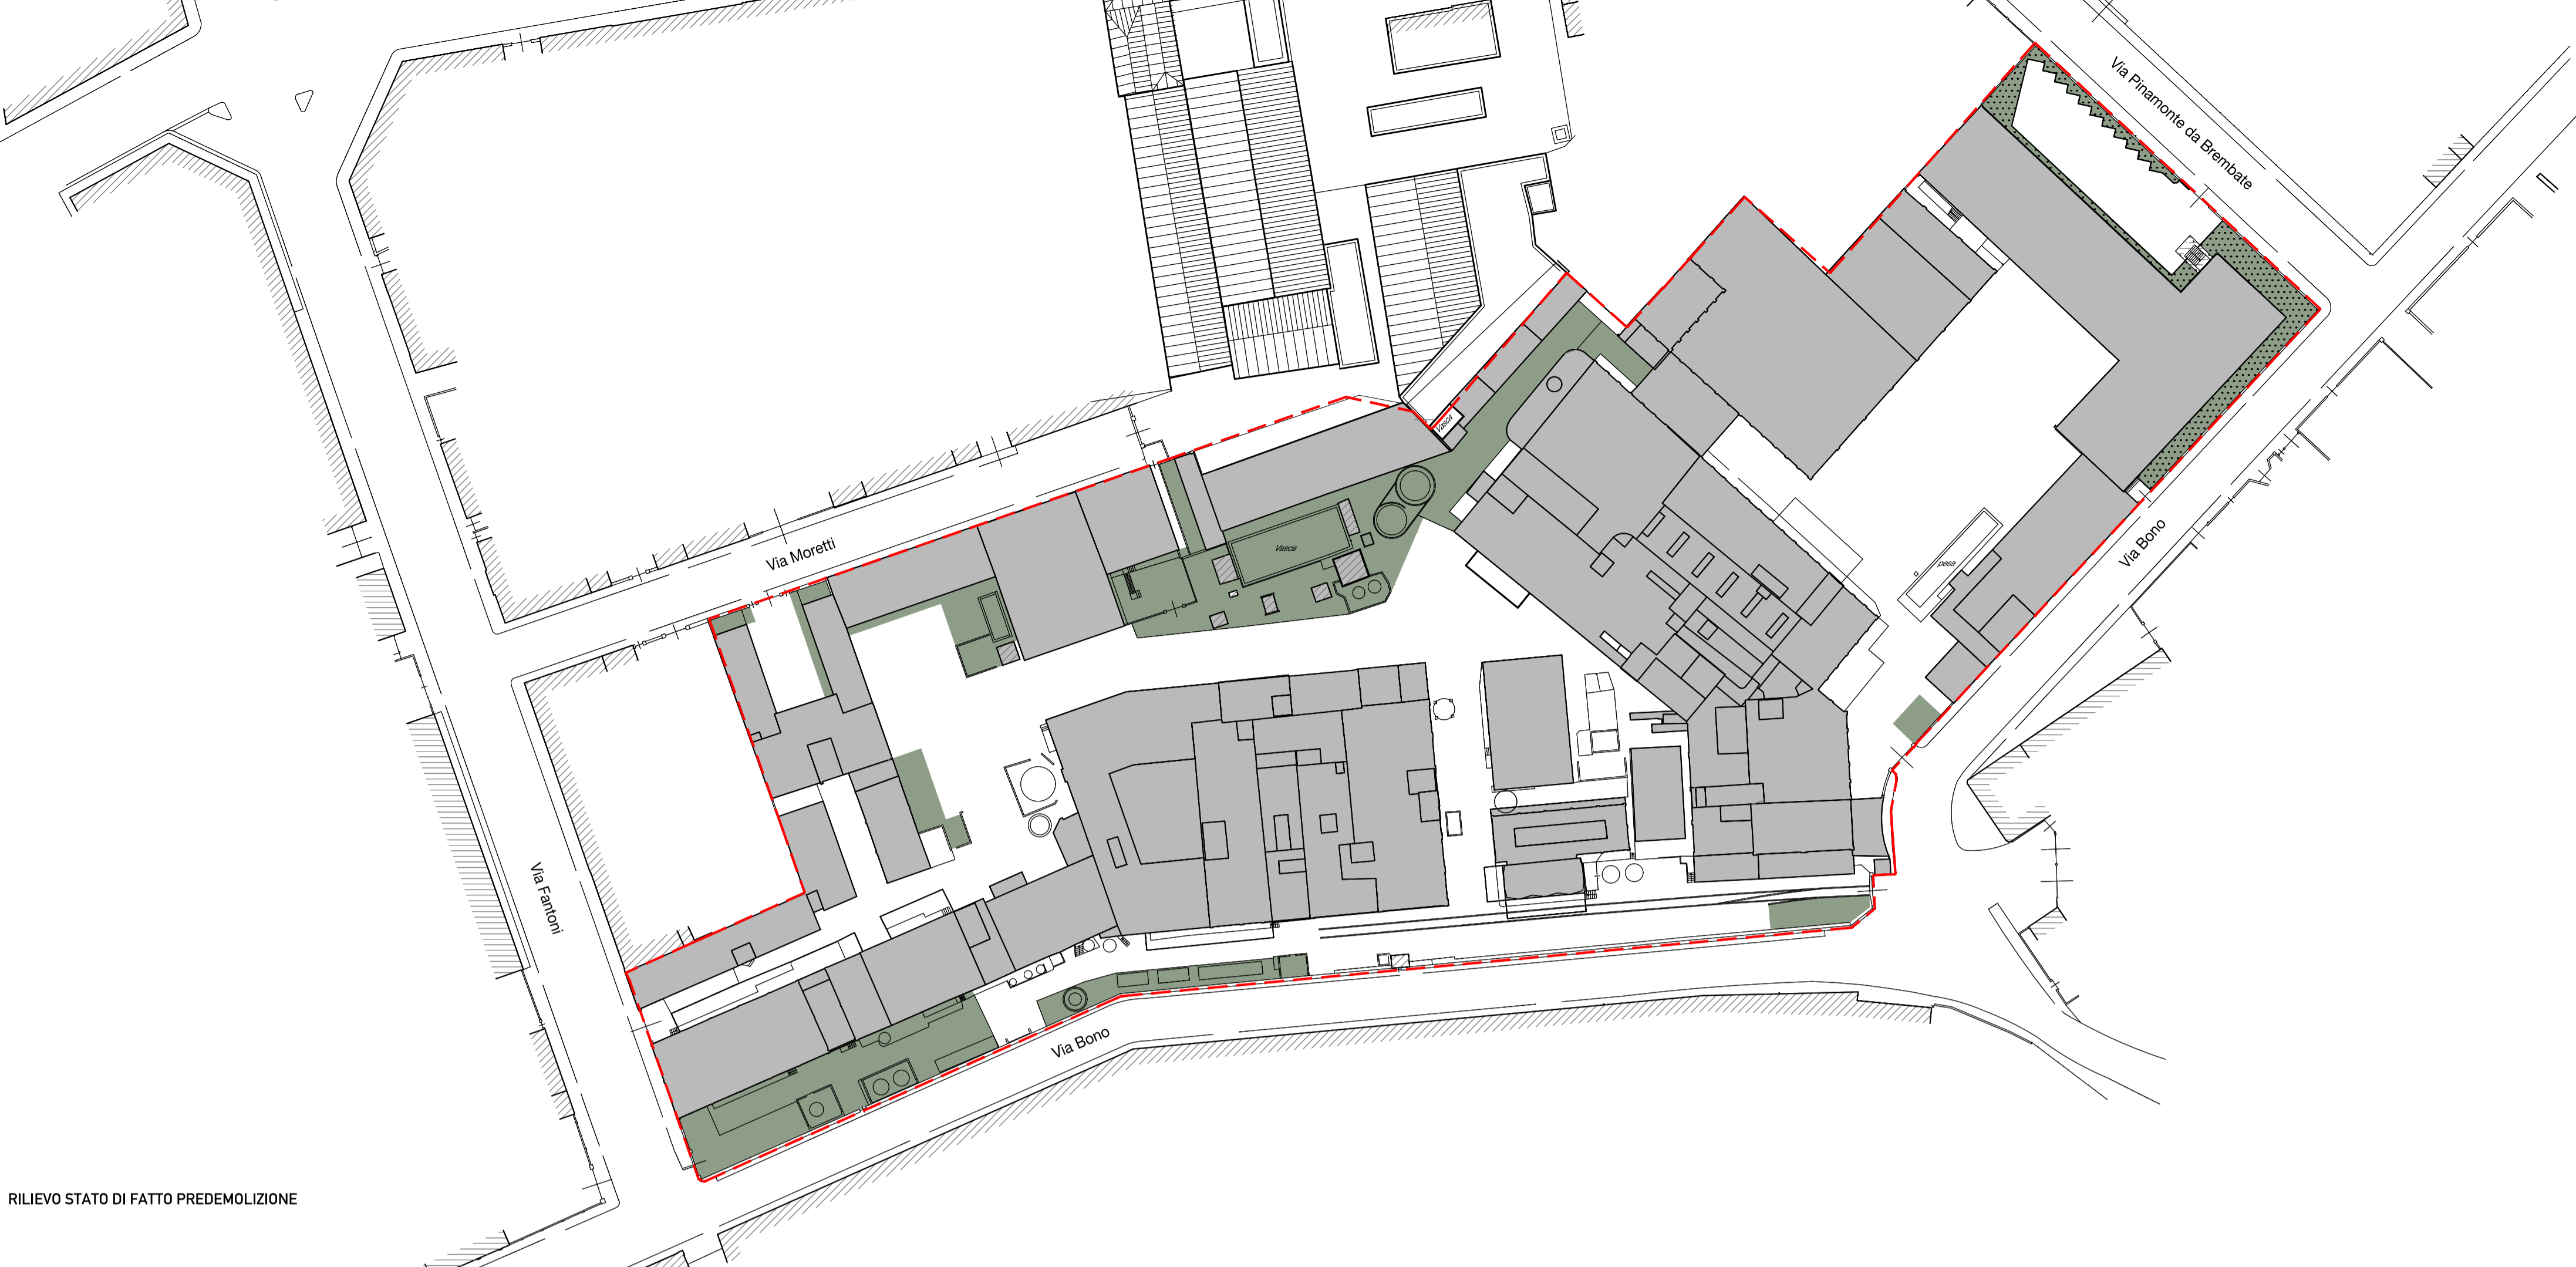 Via Pinamonte da Brembate
Vasca
Via Moretti
Vasca
Via Bono
pesa
Via Fantoni
Via Bono
RILIEVO STATO DI FATTO PREDEMOLIZIONE